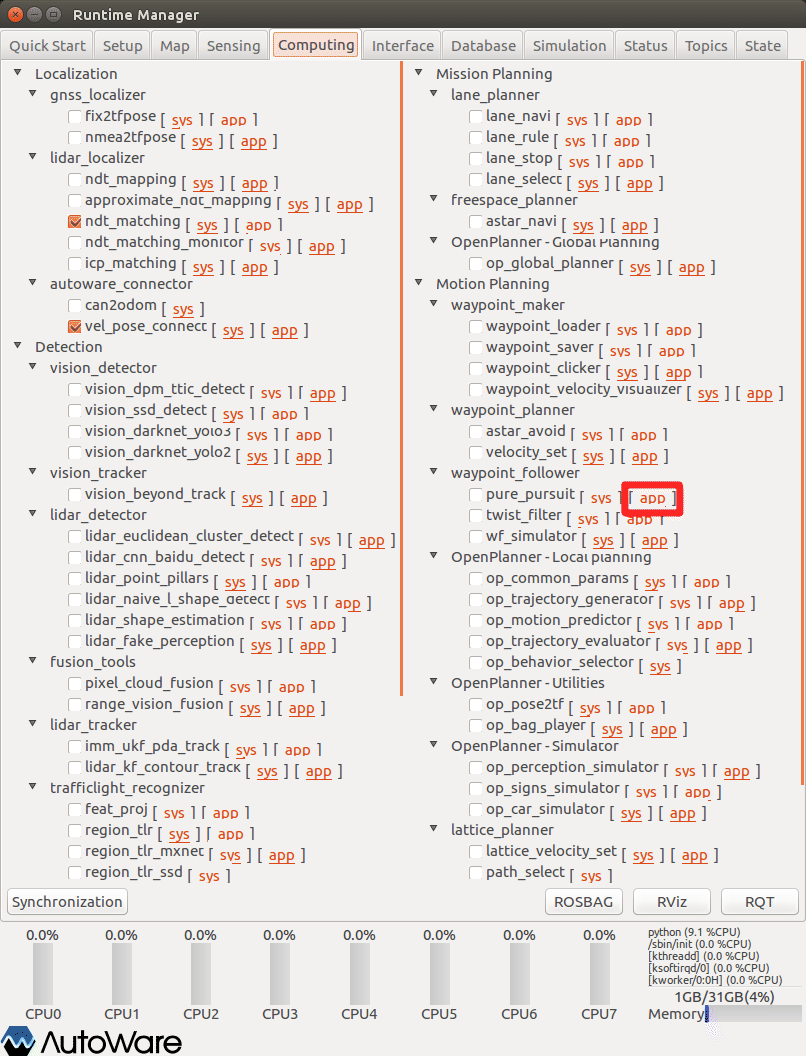 Runtime Manager
Quick Start Setup Map Sensing Computing Interface Database Simulation Status Topics State
Localization
gnss_localizer
fix2tfpose [ sys ] [ app ]
nmea2tfpose [ sys ] [ app ]
lidar_localizer
ndt_mapping [ sys ] [ app ]
approximate_ndt_mapping [ sys ] [ app ]
ndt_matching [ sys ] [ app ]
ndt_matching_monitor [ sys ] [ app ]
icp_matching [ sys ] [ app ]
autoware_connector
can2odom [ sys ]
vel_pose_connect [ sys ] [ app ]
Detection
vision_detector
vision_dpm_ttic_detect [ sys ] [ app ]
vision_ssd_detect [ sys ] [ app ]
vision_darknet_yolo3 [ sys ] [ app ]
vision_darknet_yolo2 [ sys ] [ app ]
vision_tracker
vision_beyond_track [ sys ] [ app ]
lidar_detector
lidar_euclidean_cluster_detect [ sys ] [ app ]
lidar_cnn_baidu_detect [ sys ] [ app ]
lidar_point_pillars [ sys ] [ app ]
lidar_naive_l_shape_detect [ sys ] [ app ]
lidar_shape_estimation [ sys ] [ app ]
lidar_fake_perception [ sys ] [ app ]
fusion_tools
pixel_cloud_fusion [ sys ] [ app ]
range_vision_fusion [ sys ] [ app ]
lidar_tracker
imm_ukf_pda_track [ sys ] [ app ]
lidar_kf_contour_track [ sys ] [ app ]
trafficlight_recognizer
feat_proj [ sys ] [ app ]
region_tlr [ sys ] [ app ]
region_tlr_mxnet [ sys ] [ app ]
region_tlr_ssd [ sys ]
Mission Planning
lane_planner
lane_navi [ sys ] [ app ]
lane_rule [ sys ] [ app ]
lane_stop [ sys ] [ app ]
lane_select [ sys ] [ app ]
freespace_planner
astar_navi [ sys ] [ app ]
OpenPlanner - Global Planning
op_global_planner [ sys ] [ app ]
Motion Planning
waypoint_maker
waypoint_loader [ sys ] [ app ]
waypoint_saver [ sys ] [ app ]
waypoint_clicker [ sys ] [ app ]
waypoint_velocity_visualizer [ sys ] [ app ]
waypoint_planner
astar_avoid [ sys ] [ app ]
velocity_set [ sys ] [ app ]
waypoint_follower
pure_pursuit [ sys ] [ app ]
twist_filter [ sys ] [ app ]
wf_simulator [ sys ] [ app ]
OpenPlanner - Local planning
op_common_params [ sys ] [ app ]
op_trajectory_generator [ sys ] [ app ]
op_motion_predictor [ sys ] [ app ]
op_trajectory_evaluator [ sys ] [ app ]
op_behavior_selector [ sys ]
OpenPlanner - Utilities
op_pose2tf [ sys ] [ app ]
op_bag_player [ sys ] [ app ]
OpenPlanner - Simulator
op_perception_simulator [ sys ] [ app ]
op_signs_simulator [ sys ] [ app ]
op_car_simulator [ sys ] [ app ]
lattice_planner
lattice_velocity_set [ sys ] [ app ]
path_select [ sys ]
Synchronization ROSBAG RViz RQT
0.0% 0.0% 0.0% 0.0% 0.0% 0.0% 0.0% 0.0%
CPU0 CPU1 CPU2 CPU3 CPU4 CPU5 CPU6 CPU7
python (9.1 %CPU)
/sbin/init (0.0 %CPU)
[kthreadd] (0.0 %CPU)
[ksoftirqd/0] (0.0 %CPU)
[kworker/0:0H] (0.0 %CPU)
1GB/31GB(4%)
Memory
AutoWare